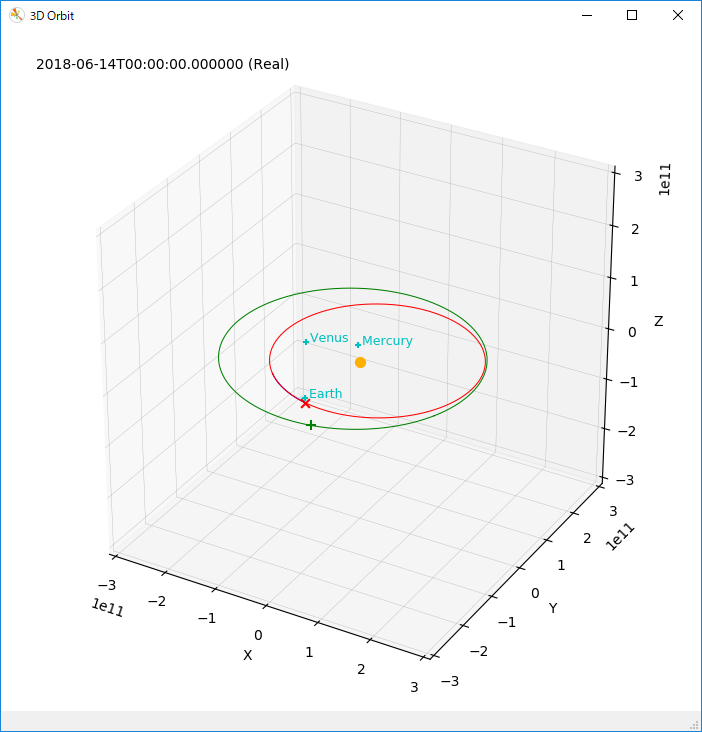 3D Orbit
2018-06-14T00:00:00.000000 (Real)
1e11
3
2
1
0
−1
−2
−3
Z
Venus
Mercury
Earth
−3
−2
−1
0
1
2
3
1e11
X
3
2
1
0
−1
−2
−3
1e11
Y